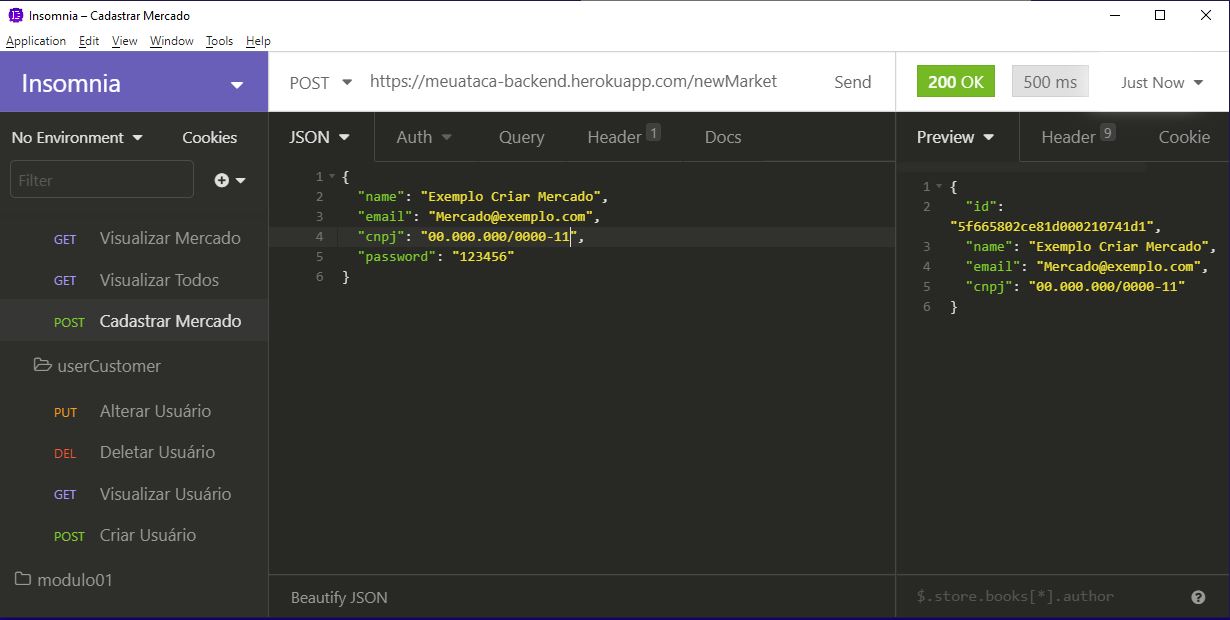 Insomnia – Cadastrar Mercado
Application Edit View Window Tools Help
Insomnia
POST https://meuataca-backend.herokuapp.com/newMarket Send
200 OK 500 ms Just Now
No Environment Cookies
Filter
GET Visualizar Mercado
GET Visualizar Todos
POST Cadastrar Mercado
userCustomer
PUT Alterar Usuário
DEL Deletar Usuário
GET Visualizar Usuário
POST Criar Usuário
modulo01
JSON Auth Query Header 1 Docs
1 {
2 "name": "Exemplo Criar Mercado",
3 "email": "Mercado@exemplo.com",
4 "cnpj": "00.000.000/0000-11",
5 "password": "123456"
6 }
Beautify JSON
Preview Header 9 Cookie
1 {
2 "id":
"5f665802ce81d000210741d1",
3 "name": "Exemplo Criar Mercado",
4 "email": "Mercado@exemplo.com",
5 "cnpj": "00.000.000/0000-11"
6 }
$.store.books[*].author